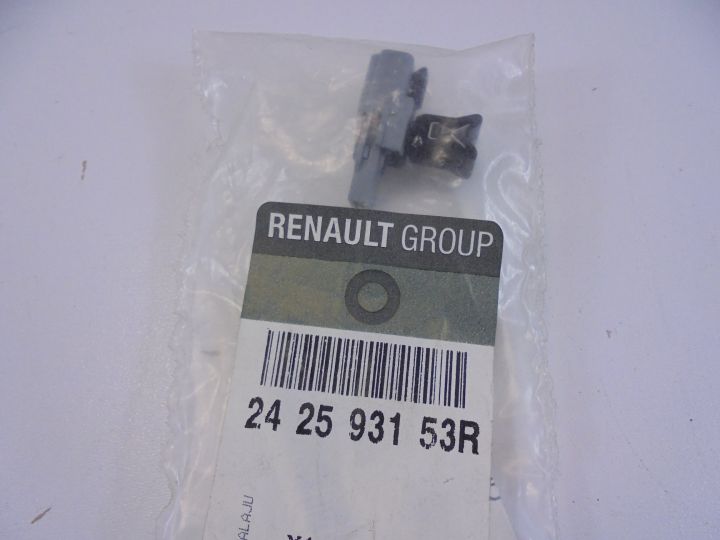 RENAULT GROUP
24 25 931 53R